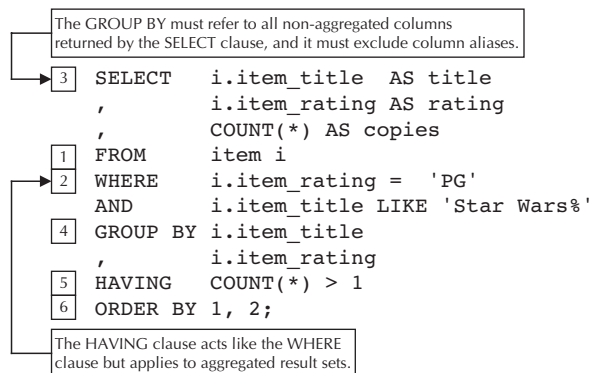 The GROUP BY must refer to all non-aggregated columns
returned by the SELECT clause, and it must exclude column aliases.
3 SELECT i.item_title AS title
, i.item_rating AS rating
, COUNT(*) AS copies
1 FROM item i
2 WHERE i.item_rating = 'PG'
AND i.item_title LIKE 'Star Wars%'
4 GROUP BY i.item_title
, i.item_rating
5 HAVING COUNT(*) > 1
6 ORDER BY 1, 2;
The HAVING clause acts like the WHERE
clause but applies to aggregated result sets.